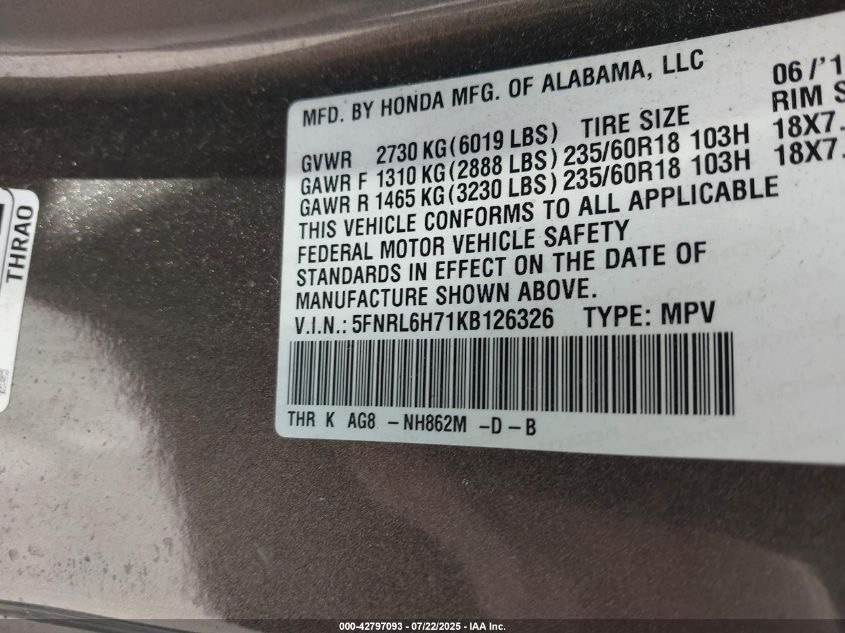 MFD. BY HONDA MFG. OF ALABAMA, LLC 06/'1
GVWR 2730 KG(6019 LBS) TIRE SIZE RIM S
GAWR F 1310 KG(2888 LBS) 235/60R18 103H 18X7.
GAWR R 1465 KG(3230 LBS) 235/60R18 103H 18X7.
THIS VEHICLE CONFORMS TO ALL APPLICABLE
FEDERAL MOTOR VEHICLE SAFETY
STANDARDS IN EFFECT ON THE DATE OF
MANUFACTURE SHOWN ABOVE.
V.I.N.: 5FNRL6H71KB126326 TYPE: MPV
THR K AG8 -NH862M -D-B
THRAO
000-42797093 - 07/22/2025 - IAA Inc.